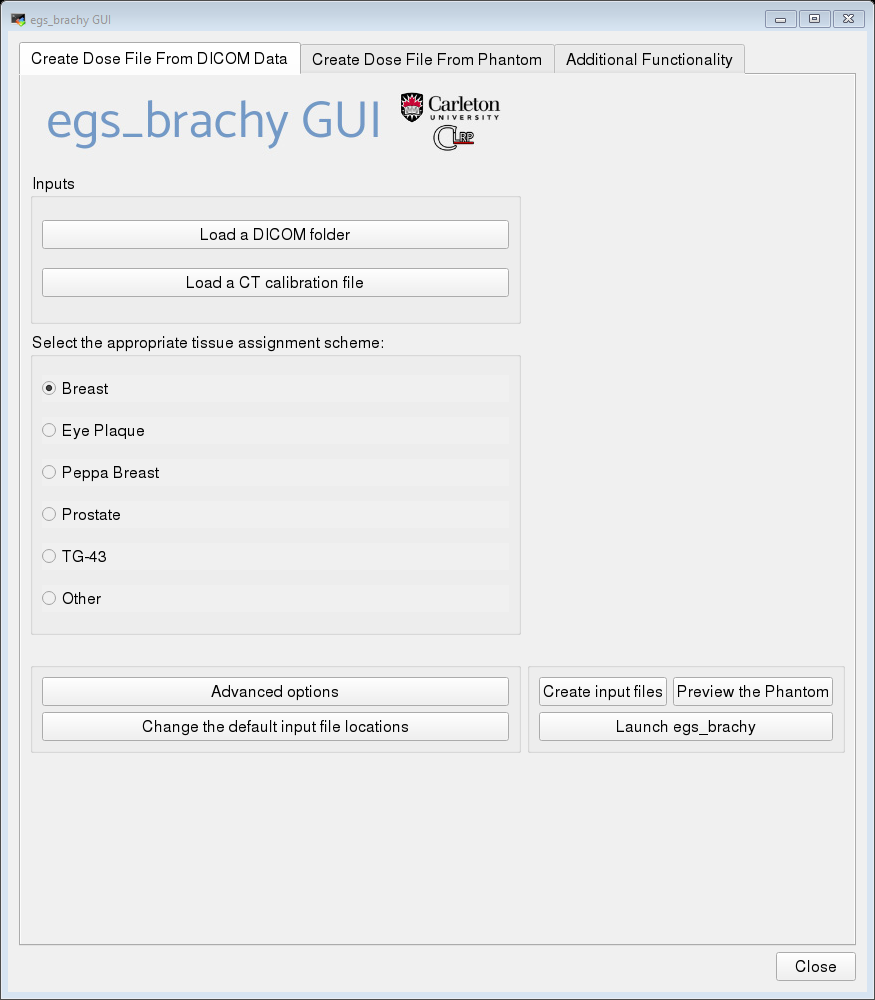 egs_brachy GUI
Create Dose File From DICOM Data
Create Dose File From Phantom
Additional Functionality
egs_brachy GUI
Carleton
UNIVERSITY
CLRP
Inputs
Load a DICOM folder
Load a CT calibration file
Select the appropriate tissue assignment scheme:
Breast
Eye Plaque
Peppa Breast
Prostate
TG-43
Other
Advanced options
Change the default input file locations
Create input files
Preview the Phantom
Launch egs_brachy
Close